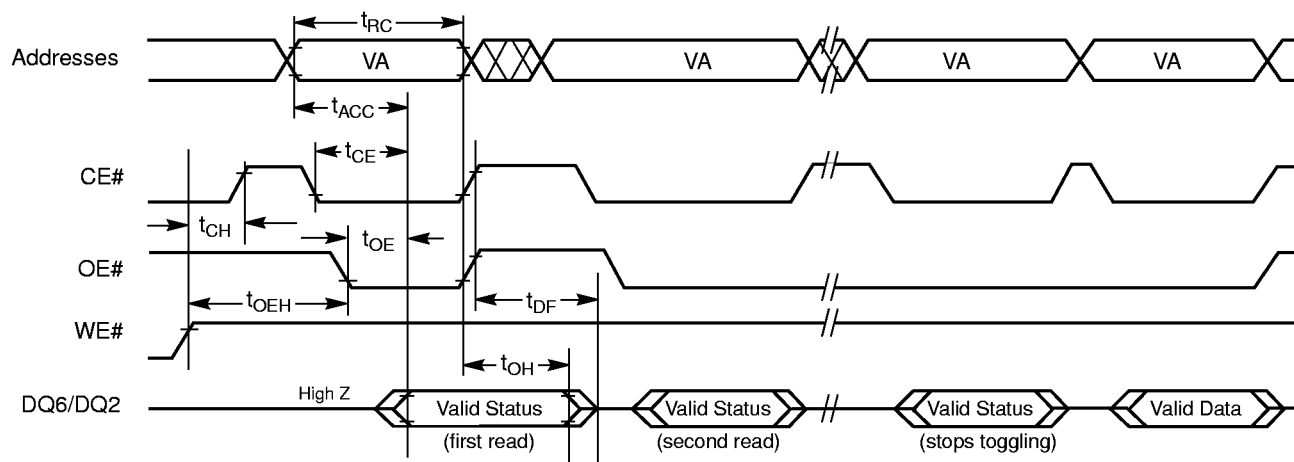 tRC
Addresses VA VA VA VA
tACC
tCE
CE#
tCH
tOE
OE#
tOEH
tDF
WE#
tOH
High Z
DQ6/DQ2 Valid Status Valid Status Valid Status Valid Data
(first read) (second read) (stops toggling)